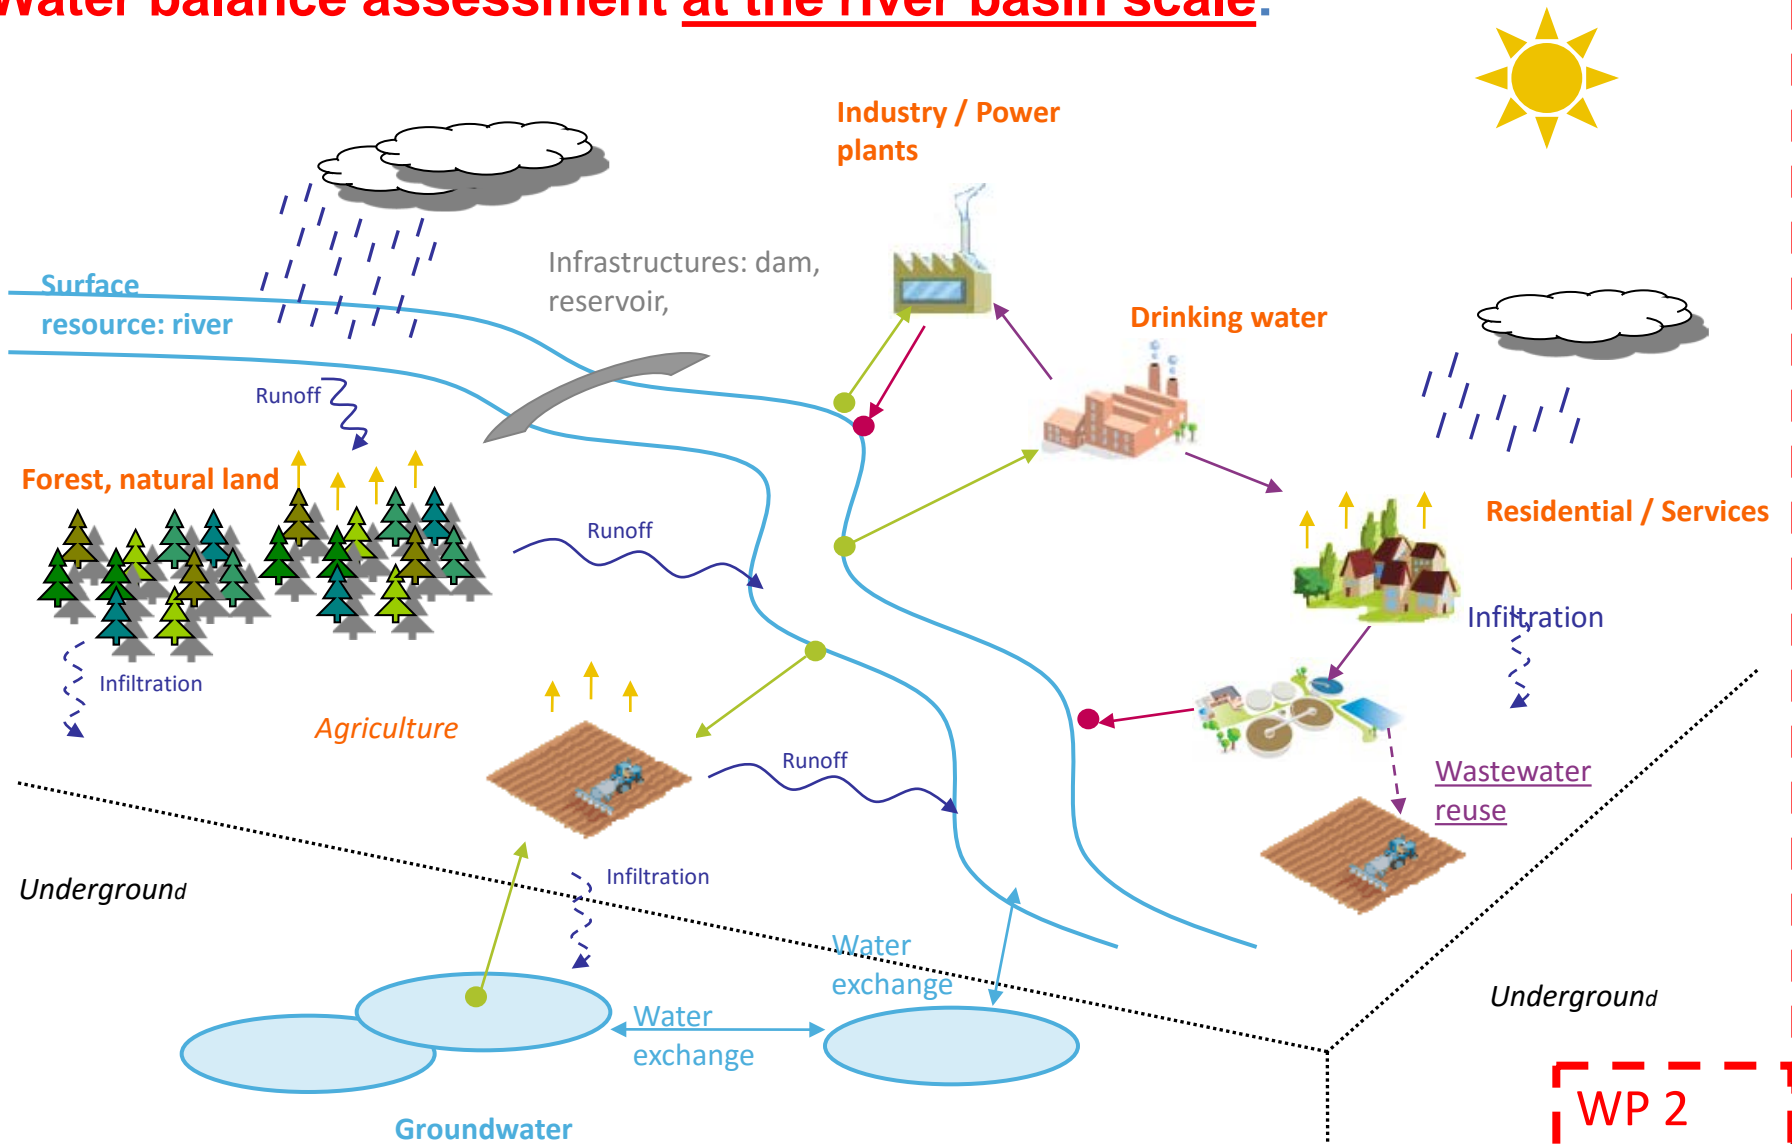 Water balance assessment at the river basin scale:
Industry / Power
plants
Infrastructures: dam,
reservoir,
Surface
resource: river
Drinking water
Runoff
Forest, natural land
Residential / Services
Runoff
Infiltration
Infiltration
Agriculture
Runoff
Wastewater
reuse
Underground
Infiltration
Water
exchange
Underground
Water
exchange
Groundwater
WP 2